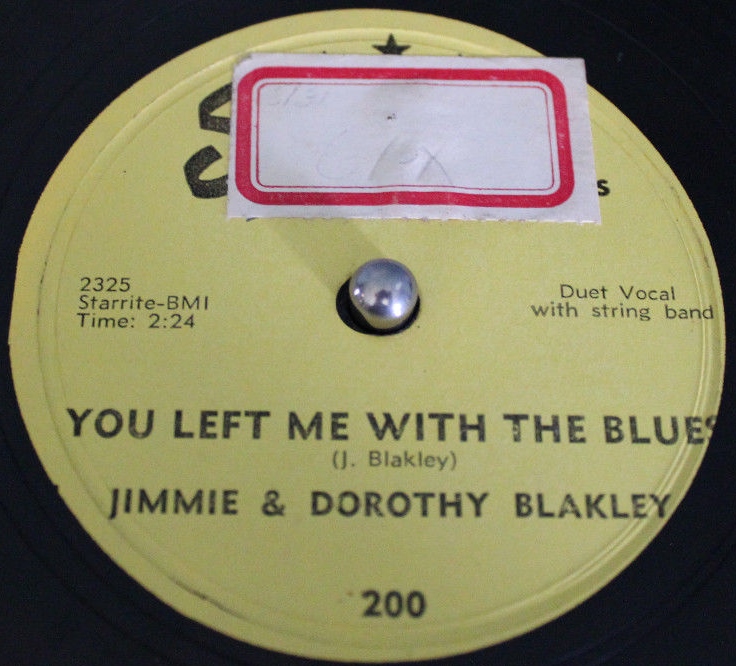 2325
Starrite-BMI
Time: 2:24
Duet Vocal
with string band
YOU LEFT ME WITH THE BLUES
(J. Blakley)
JIMMIE & DOROTHY BLAKLEY
200